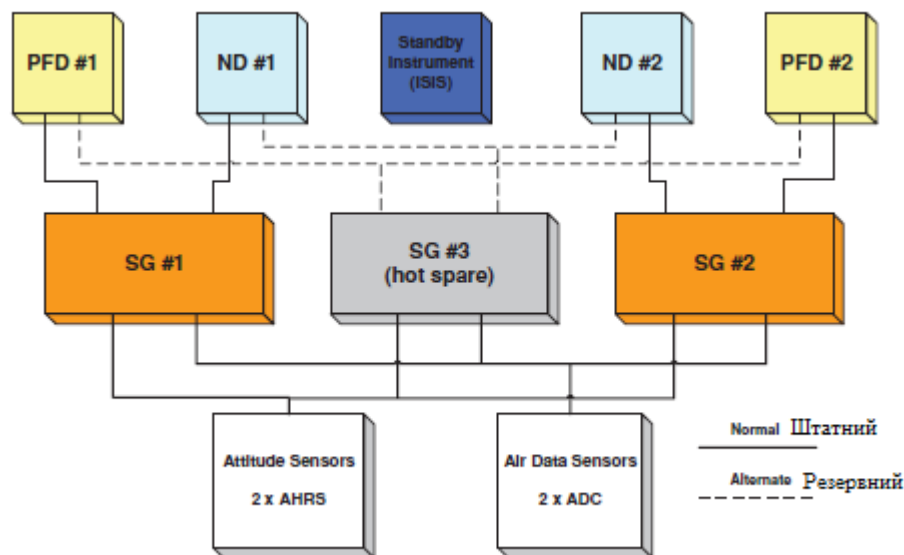 PFD #1
ND #1
Standby
Instrument
(ISIS)
ND #2
PFD #2
SG #1
SG #3
(hot spare)
SG #2
Attitude Sensors
2 x AHRS
Air Data Sensors
2 x ADC
Normal Штатний
Alternate Резервний